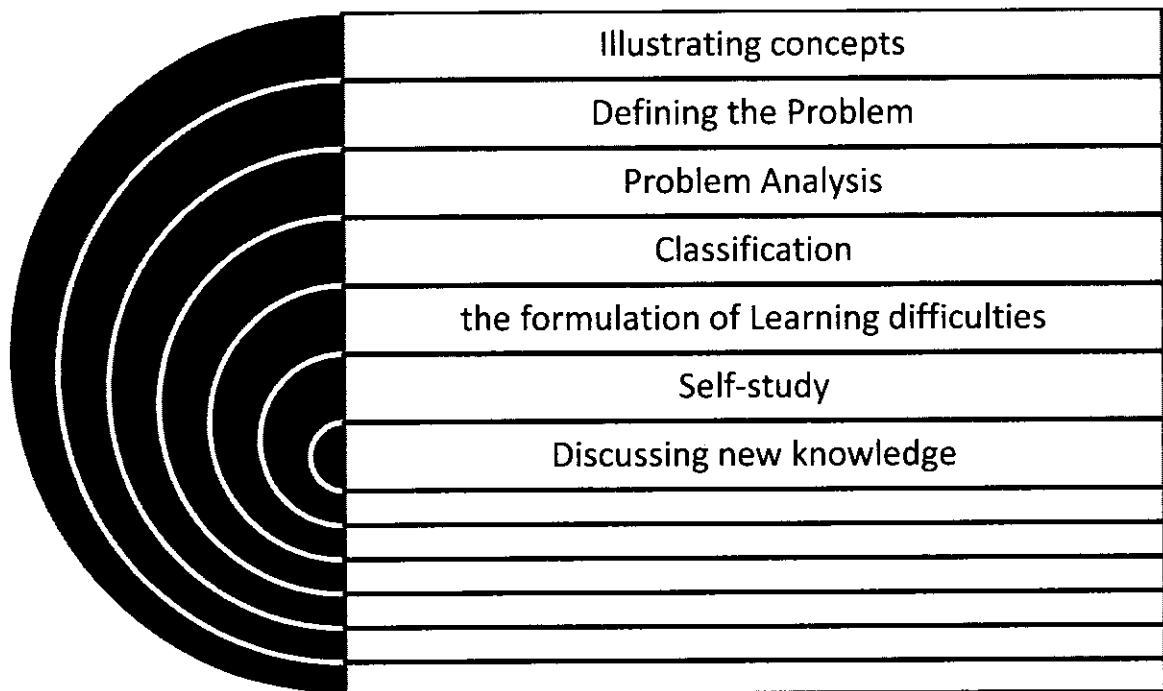 Illustrating concepts
Defining the Problem
Problem Analysis
Classification
the formulation of Learning difficulties
Self-study
Discussing new knowledge